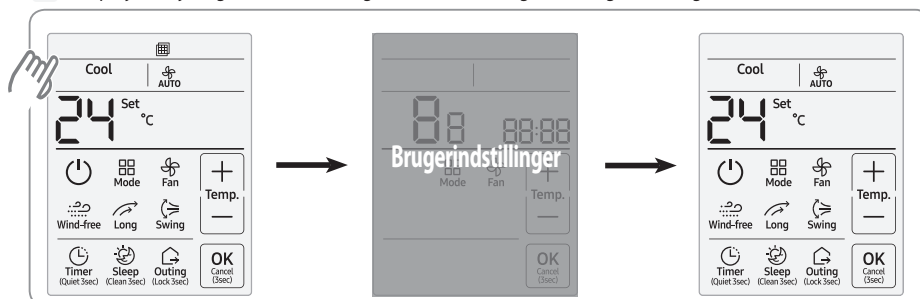 Cool
AUTO
24 Set °C
Mode Fan
Temp.
Wind-free Long Swing
Timer Sleep Outing OK
(Quiet 3sec) (Clean 3sec) (Lock 3sec) Cancel (3sec)
88 88:88
Brugerindstillinger
Mode Fan
OK
Cancel (3sec)
Cool
AUTO
24 Set °C
Mode Fan
Temp.
Wind-free Long Swing
Timer Sleep Outing OK
(Quiet 3sec) (Clean 3sec) (Lock 3sec) Cancel (3sec)